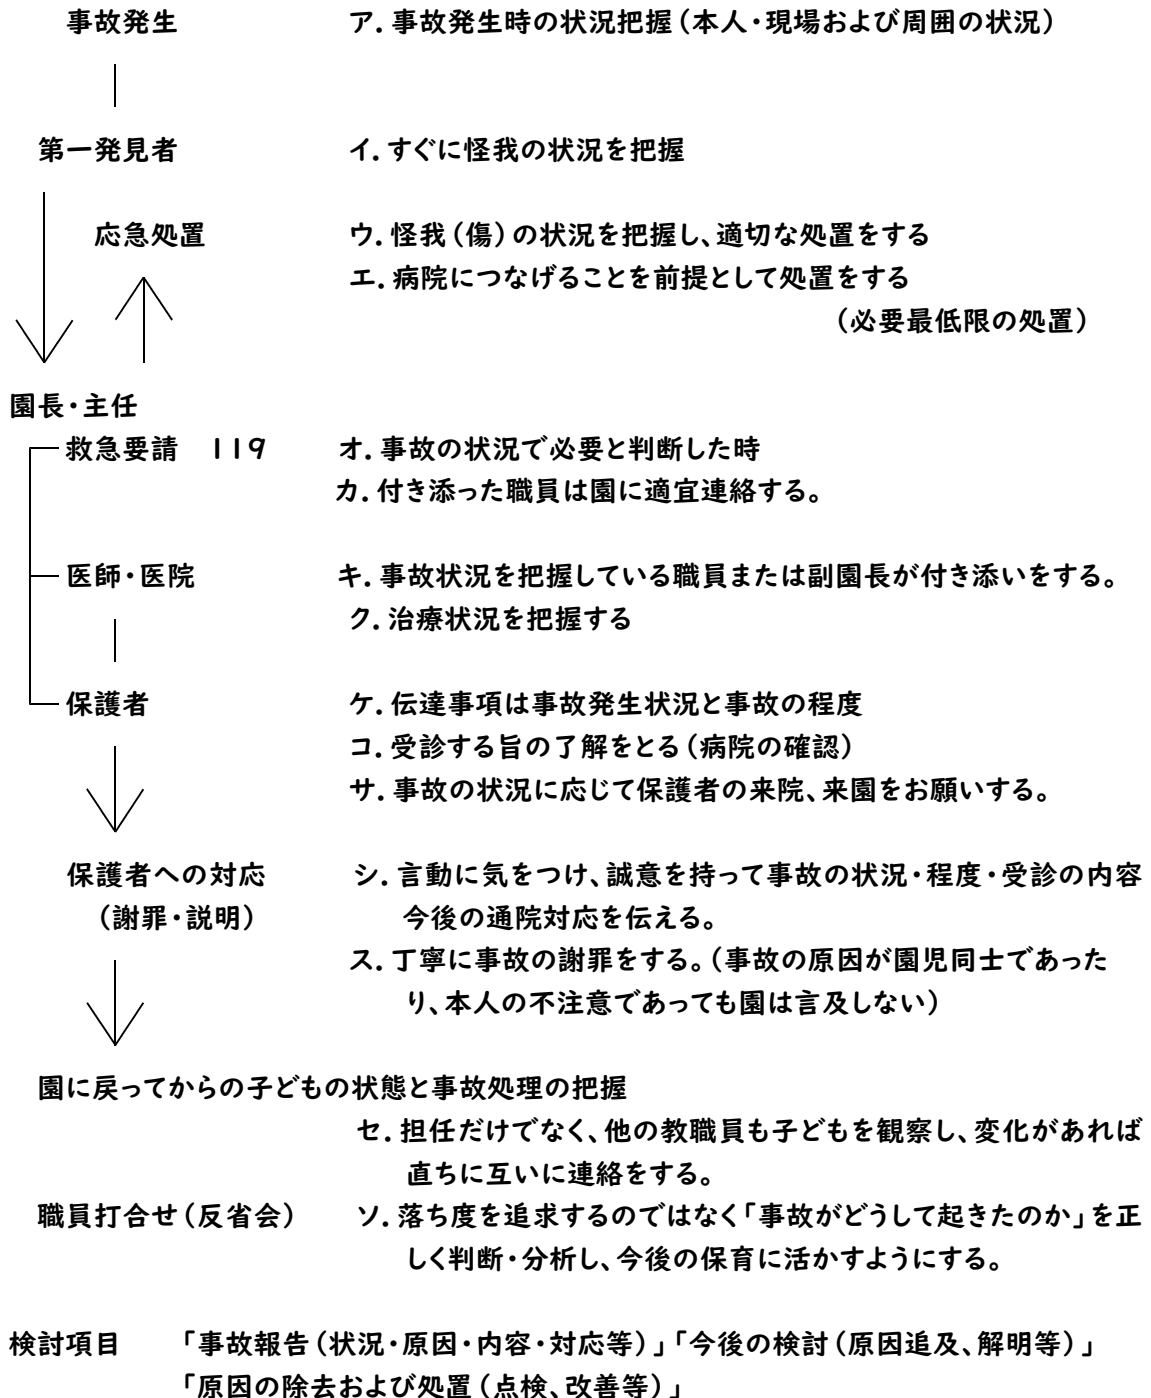 事故発生　ア．事故発生時の状況把握（本人・現場および周囲の状況）
第一発見者　イ．すぐに怪我の状況を把握
応急処置　ウ．怪我（傷）の状況を把握し、適切な処置をする
エ．病院につなげることを前提として処置をする
（必要最低限の処置）
園長・主任
救急要請　119　オ．事故の状況で必要と判断した時
カ．付き添った職員は園に適宜連絡する。
医師・医院　キ．事故状況を把握している職員または副園長が付き添いをする。
ク．治療状況を把握する
保護者　ケ．伝達事項は事故発生状況と事故の程度
コ．受診する旨の了解をとる（病院の確認）
サ．事故の状況に応じて保護者の来院、来園をお願いする。
保護者への対応　シ．言動に気をつけ、誠意を持って事故の状況・程度・受診の内容
（謝罪・説明）　今後の通院対応を伝える。
ス．丁寧に事故の謝罪をする。（事故の原因が園児同士であった
り、本人の不注意であっても園は言及しない）
園に戻ってからの子どもの状態と事故処理の把握
セ．担任だけでなく、他の教職員も子どもを観察し、変化があれば
直ちに互いに連絡をする。
職員打合せ（反省会）　ソ．落ち度を追求するのではなく「事故がどうして起きたのか」を正
しく判断・分析し、今後の保育に活かすようにする。
検討項目　「事故報告（状況・原因・内容・対応等）」「今後の検討（原因追及、解明等）」
「原因の除去および処置（点検、改善等）」